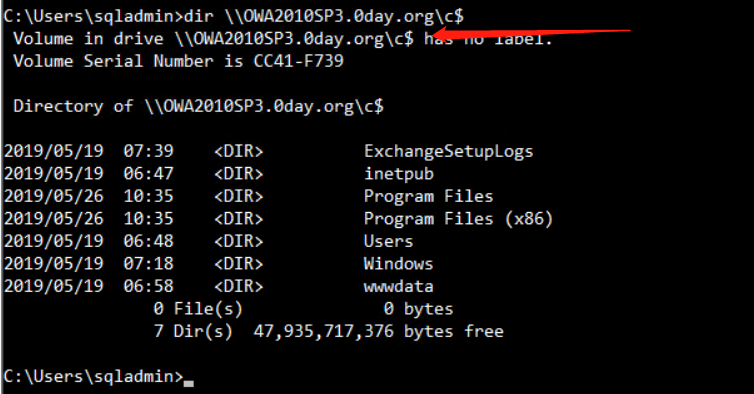 C:\Users\sqladmin>dir \\OWA2010SP3.0day.org\c$
 Volume in drive \\OWA2010SP3.0day.org\c$ has no label.
 Volume Serial Number is CC41-F739
 Directory of \\OWA2010SP3.0day.org\c$
2019/05/19  07:39    <DIR>          ExchangeSetupLogs
2019/05/19  06:47    <DIR>          inetpub
2019/05/26  10:35    <DIR>          Program Files
2019/05/26  10:35    <DIR>          Program Files (x86)
2019/05/19  06:48    <DIR>          Users
2019/05/19  07:18    <DIR>          Windows
2019/05/19  06:58    <DIR>          wwwdata
               0 File(s)              0 bytes
               7 Dir(s)  47,935,717,376 bytes free
C:\Users\sqladmin>_